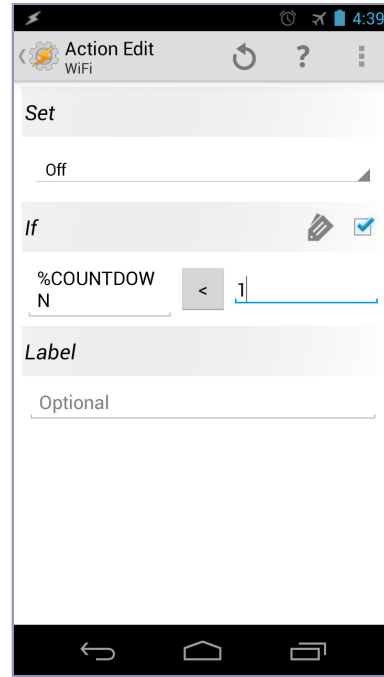 4:39
Action Edit
WiFi
?
Set
Off
If
%COUNTDOW
N
<
1
Label
Optional